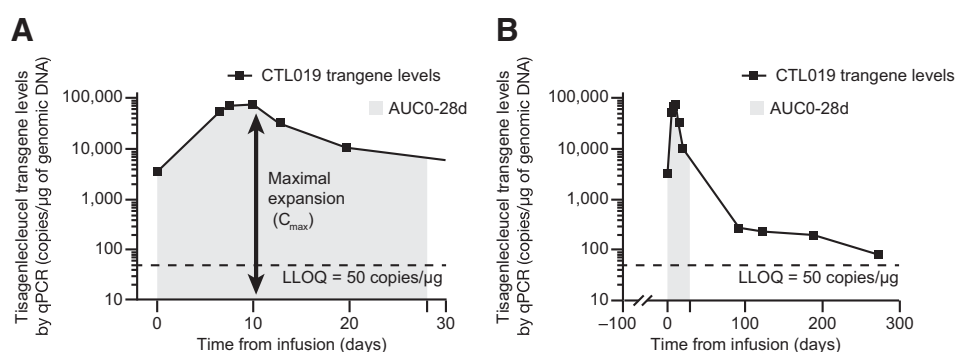 A
Tisagenlecleucel transgene levels
by qPCR (copies/µg of genomic DNA)
CTL019 trangene levels
AUC0-28d
100,000
10,000
1,000
100
10
Maximal
expansion
(Cmax)
LLOQ = 50 copies/µg
0
10
20
30
Time from infusion (days)
B
Tisagenlecleucel transgene levels
by qPCR (copies/µg of genomic DNA)
CTL019 trangene levels
AUC0-28d
100,000
10,000
1,000
100
10
LLOQ = 50 copies/µg
–100
0
100
200
300
Time from infusion (days)